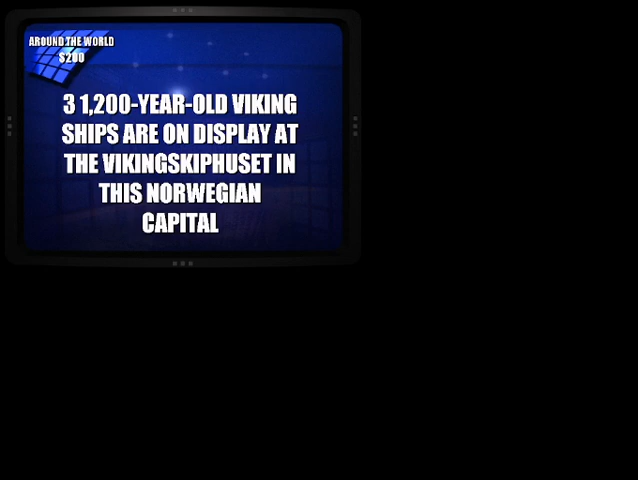 AROUND THE WORLD
$200
3 1,200-YEAR-OLD VIKING
SHIPS ARE ON DISPLAY AT
THE VIKINGSKIPHUSET IN
THIS NORWEGIAN
CAPITAL